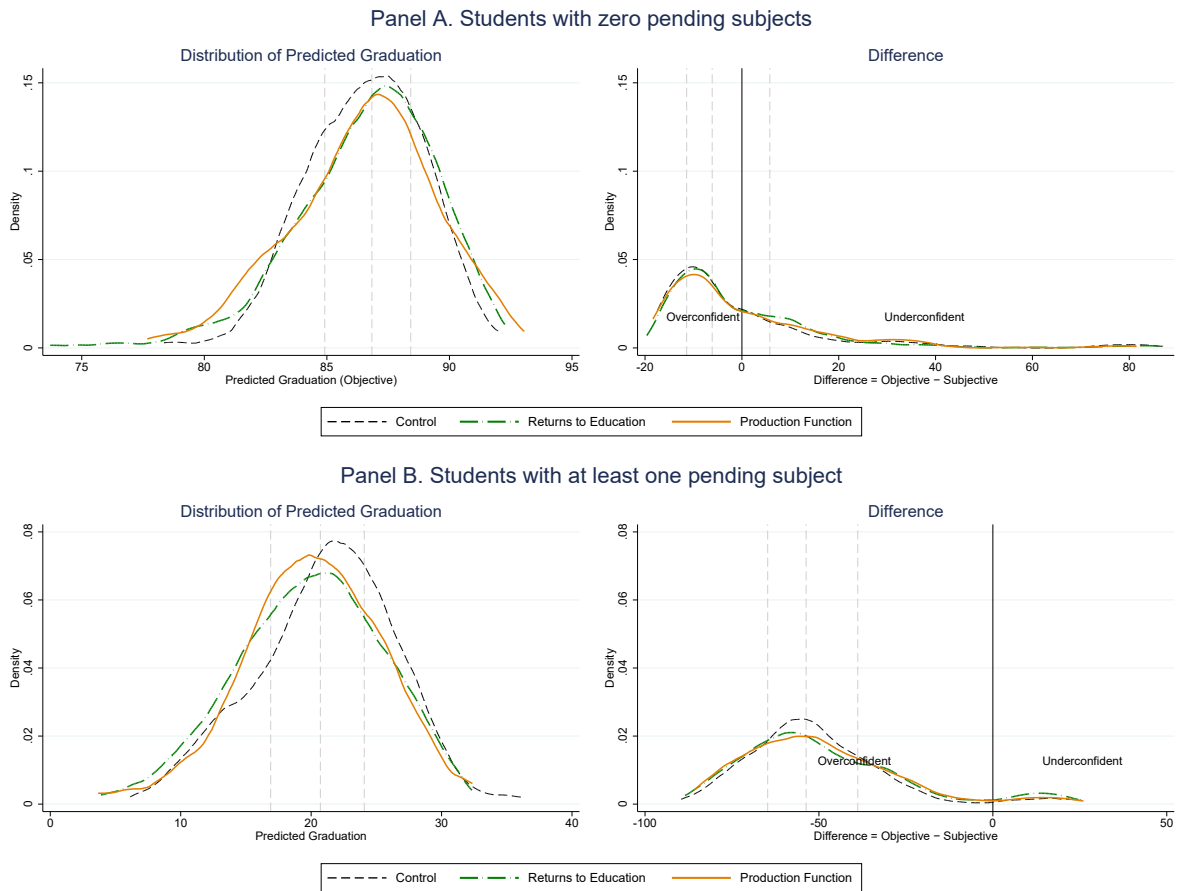 Panel A. Students with zero pending subjects
Distribution of Predicted Graduation
Difference
Density
0
.05
.1
.15
75
80
85
90
95
Predicted Graduation (Objective)
Density
0
.05
.1
.15
Overconfident
Underconfident
-20
0
20
40
60
80
Difference = Objective − Subjective
Control
Returns to Education
Production Function
Panel B. Students with at least one pending subject
Distribution of Predicted Graduation
Difference
Density
0
.02
.04
.06
.08
0
10
20
30
40
Predicted Graduation
Density
0
.02
.04
.06
.08
Overconfident
Underconfident
-100
-50
0
50
Difference = Objective − Subjective
Control
Returns to Education
Production Function